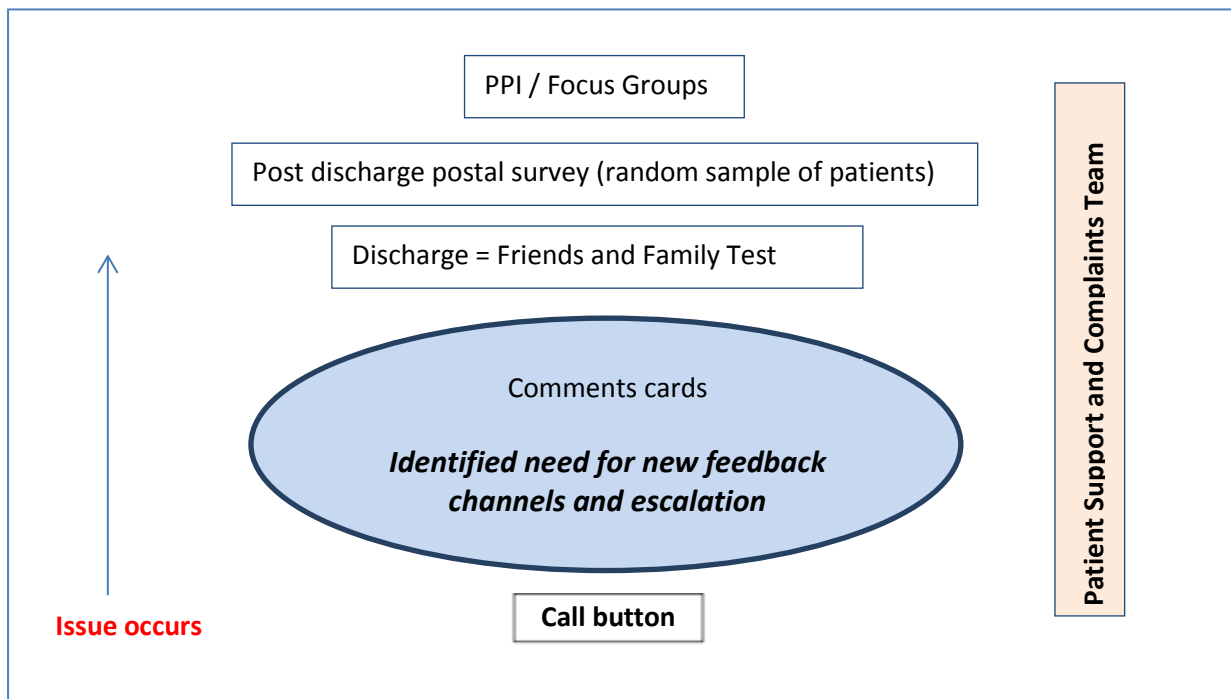 PPI / Focus Groups
Post discharge postal survey (random sample of patients)
Discharge = Friends and Family Test
Comments cards
Identified need for new feedback
channels and escalation
Call button
Issue occurs
Patient Support and Complaints Team